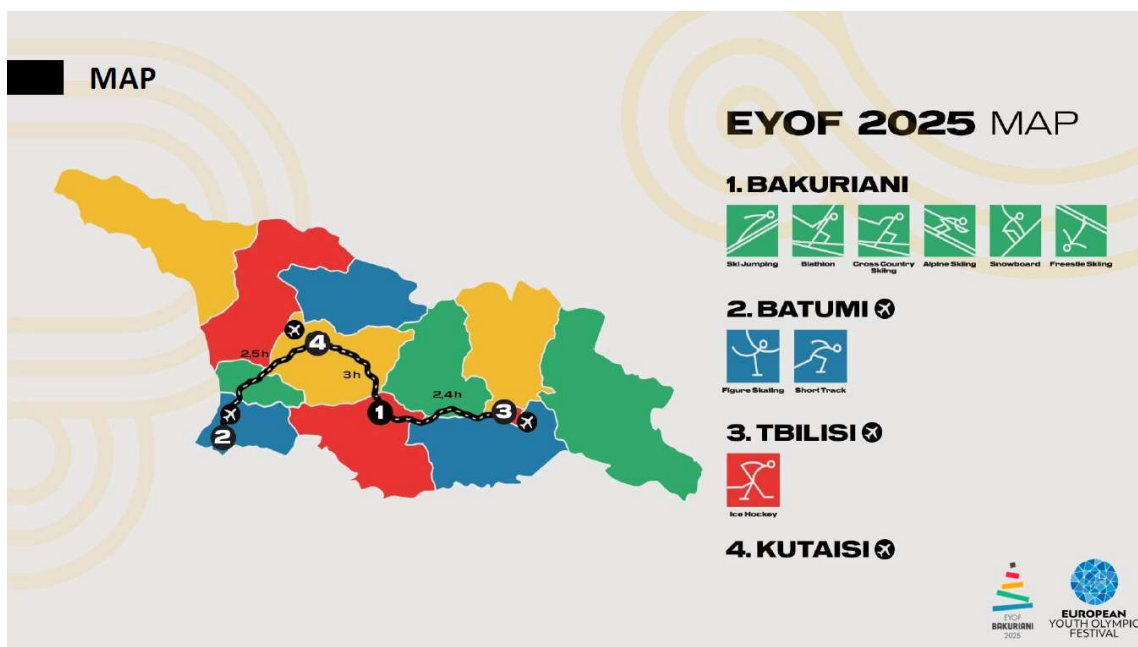 MAP
EYOF 2025 MAP
1. BAKURIANI
Ski Jumping
Biathlon
Cross Country
Skiing
Alpine Skiing
Snowboard
Freestle Skiing
2. BATUMI
Figure Skating
Short Track
3. TBILISI
Ice Hockey
4. KUTAISI
4
2,5 h
3 h
2,4 h
1
3
2
EYOF
BAKURIANI
2025
EUROPEAN
YOUTH OLYMPIC
FESTIVAL